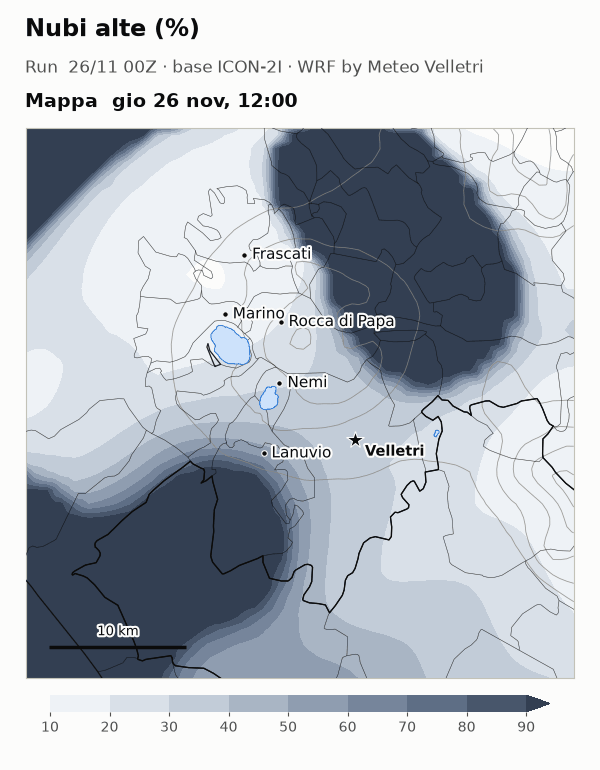 Nubi alte (%)
Run 26/11 00Z · base ICON-2I · WRF by Meteo Velletri
Mappa gio 26 nov, 12:00
Frascati
Marino
Rocca di Papa
Nemi
Velletri
Lanuvio
10 km
10 20 30 40 50 60 70 80 90